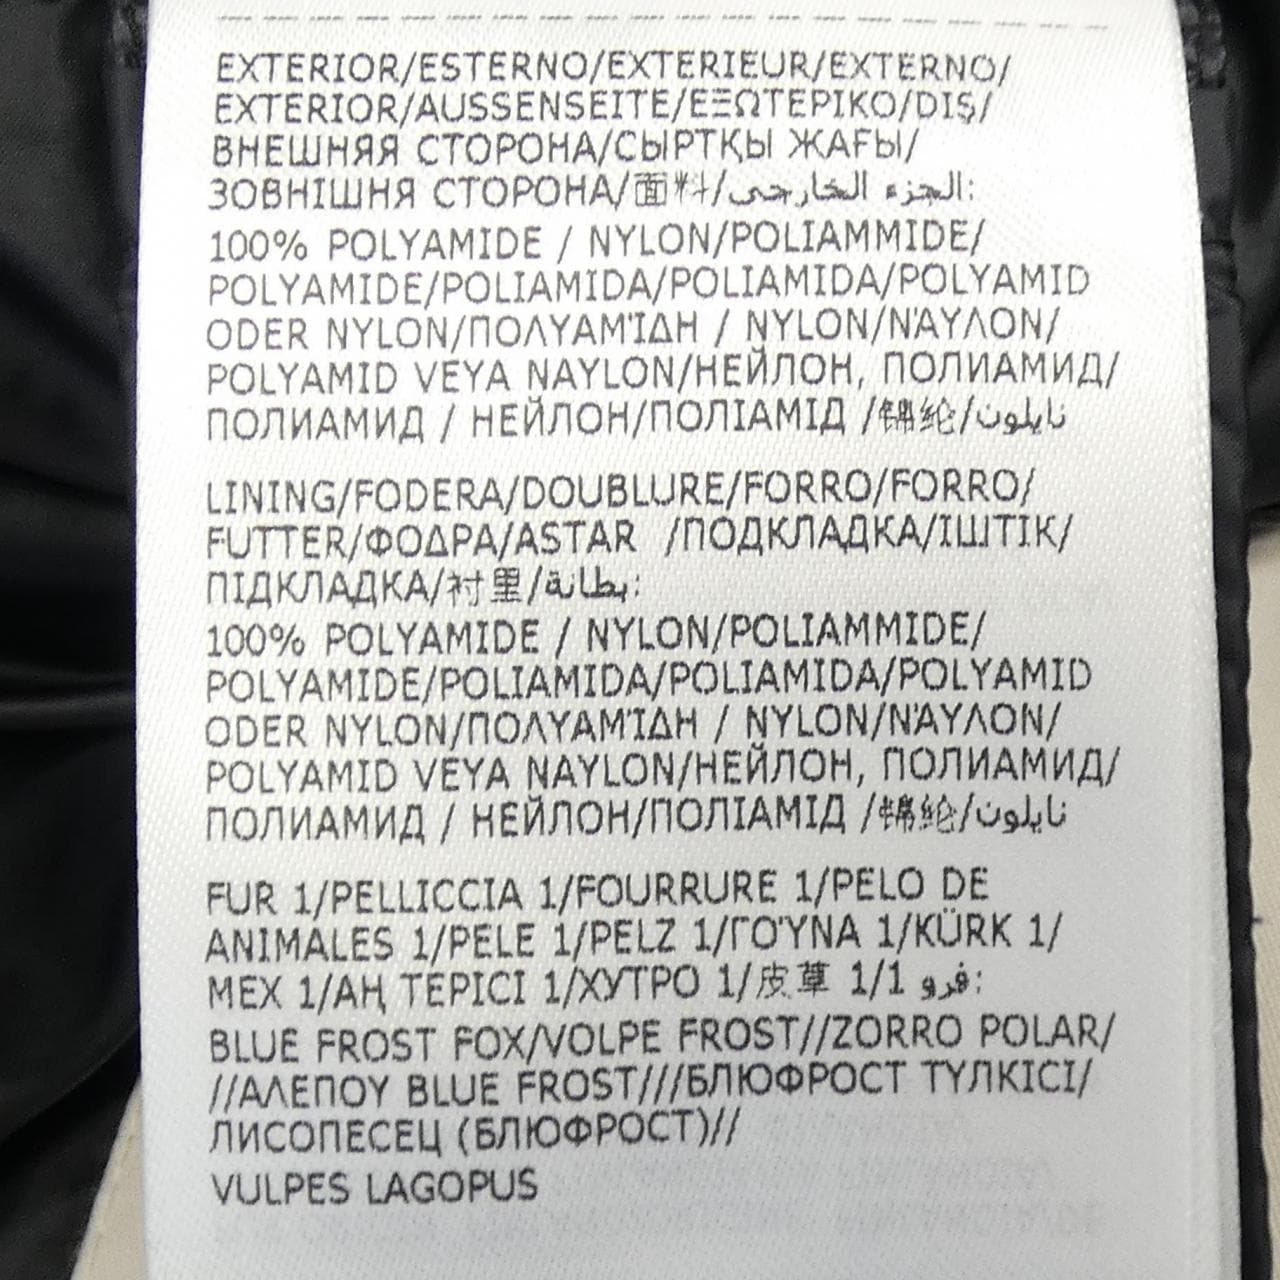 EXTERIOR/ESTERNO/EXTERIEUR/EXTERNO/
EXTERIOR/AUSSENSEITE/ΕΞΩΤΕΡΙΚΟ/DIŞ/
ВНЕШНЯЯ СТОРОНА/СЫРТҚЫ ЖАҒЫ/
ЗОВНІШНЯ СТОРОНА/面料/الجزء الخارجي:
100% POLYAMIDE / NYLON/POLIAMMIDE/
POLYAMIDE/POLIAMIDA/POLIAMIDA/POLYAMID
ODER NYLON/ΠΟΛΥΑΜΊΔΗ / NYLON/ΝΆΥΛΟΝ/
POLYAMID VEYA NAYLON/НЕЙЛОН, ПОЛИАМИД/
ПОЛИАМИД / НЕЙЛОН/ПОЛІАМІД /锦纶/نايلون
LINING/FODERA/DOUBLURE/FORRO/FORRO/
FUTTER/ΦΟΔΡΑ/ASTAR /ПОДКЛАДКА/ІШТІК/
ПІДКЛАДКА/衬里/بطانة:
100% POLYAMIDE / NYLON/POLIAMMIDE/
POLYAMIDE/POLIAMIDA/POLIAMIDA/POLYAMID
ODER NYLON/ΠΟΛΥΑΜΊΔΗ / NYLON/ΝΆΥΛΟΝ/
POLYAMID VEYA NAYLON/НЕЙЛОН, ПОЛИАМИД/
ПОЛИАМИД / НЕЙЛОН/ПОЛІАМІД /锦纶/نايلون
FUR 1/PELLICCIA 1/FOURRURE 1/PELO DE
ANIMALES 1/PELE 1/PELZ 1/ΓΟΎΝΑ 1/KÜRK 1/
МЕХ 1/АҢ ТЕРІСІ 1/ХУТРО 1/皮草 1/1 فرو:
BLUE FROST FOX/VOLPE FROST//ZORRO POLAR/
//ΑΛΕΠΟΥ BLUE FROST///БЛЮФРОСТ ТҮЛКІСІ/
ЛИСОПЕСЕЦ (БЛЮФРОСТ)//
VULPES LAGOPUS